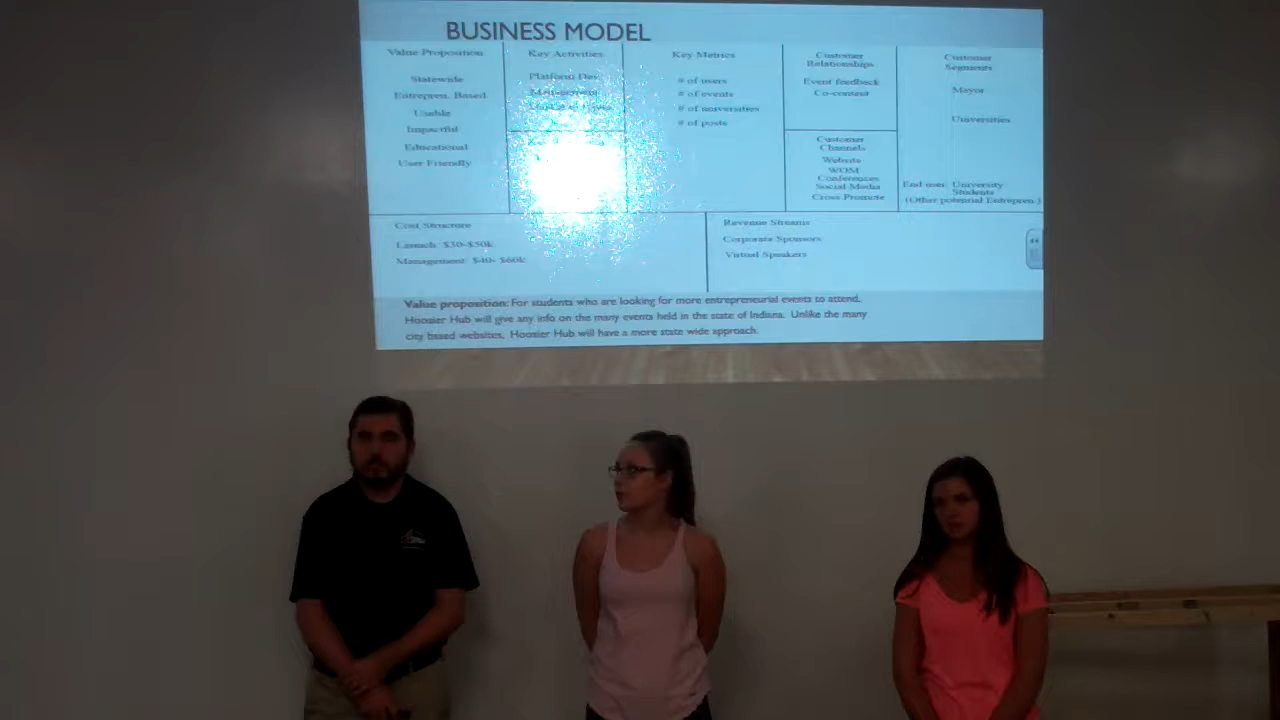 BUSINESS MODEL
Value Proposition
Statewide
Entrepren. Based
Usable
Impactful
Educational
User Friendly
Key Activities
Platform Dev.
Management
Key Metrics
# of users
# of events
# of universities
# of posts
Customer
Relationships
Event feedback
Co-content
Customer
Channels
Website
WOM
Conferences
Social Media
Cross Promote
Customer
Segments
Mayor
Universities
End user: University
Students
(Other potential Entrepren.)
Cost Structure
Launch: $30-$50k
Management: $40- $60k
Revenue Streams
Corporate Sponsors
Virtual Speakers
Value proposition: For students who are looking for more entrepreneurial events to attend,
Hoosier Hub will give any info on the many events held in the state of Indiana. Unlike the many
city based websites, Hoosier Hub will have a more state wide approach.